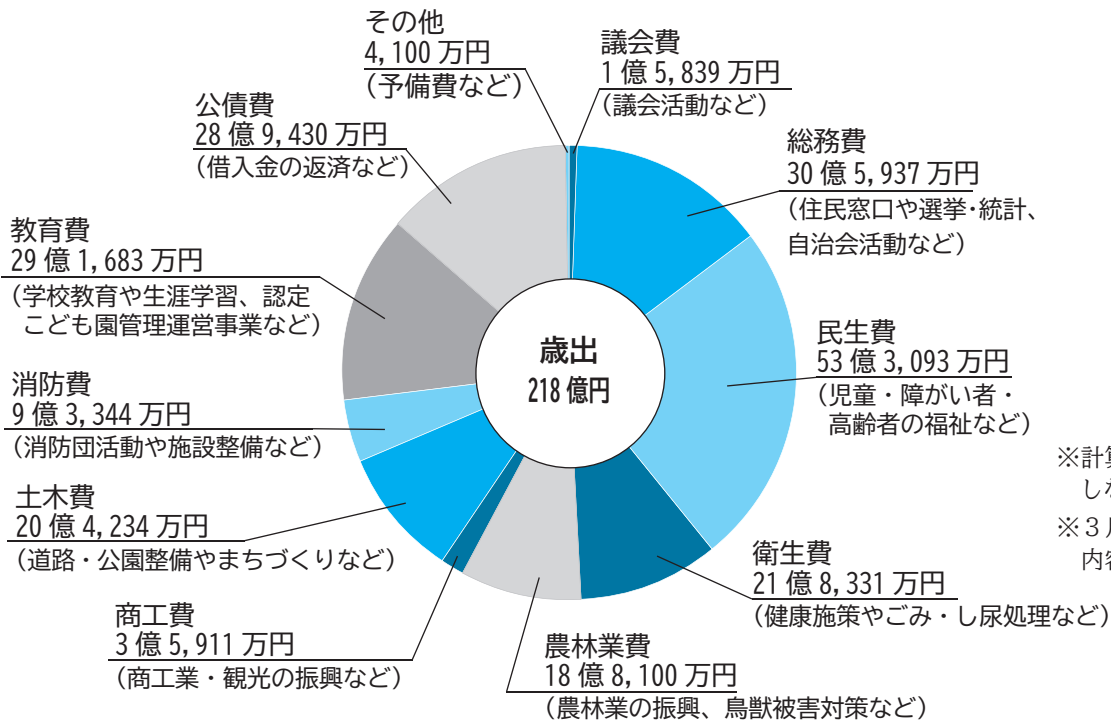 その他
4,100 万円
(予備費など)
議会費
1 億 5,839 万円
(議会活動など)
総務費
30 億 5,937 万円
(住民窓口や選挙・統計、
自治会活動など)
民生費
53 億 3,093 万円
(児童・障がい者・
高齢者の福祉など)
衛生費
21 億 8,331 万円
(健康施策やごみ・し尿処理など)
農林業費
18 億 8,100 万円
(農林業の振興、鳥獣被害対策など)
商工費
3 億 5,911 万円
(商工業・観光の振興など)
土木費
20 億 4,234 万円
(道路・公園整備やまちづくりなど)
消防費
9 億 3,344 万円
(消防団活動や施設整備など)
教育費
29 億 1,683 万円
(学校教育や生涯学習、認定
こども園管理運営事業など)
公債費
28 億 9,430 万円
(借入金の返済など)
歳出
218 億円
※計算
し
※3
内容